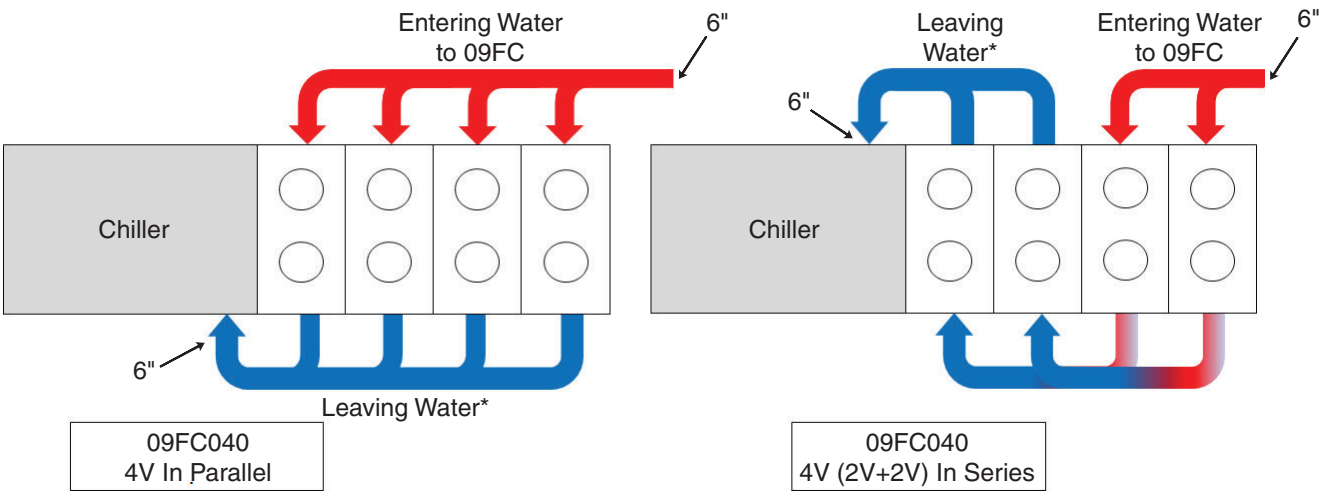 Entering Water
to 09FC
6"
Chiller
6"
Leaving Water*
09FC040
4V In Parallel
Leaving
Water*
Entering Water
to 09FC
6"
6"
Chiller
09FC040
4V (2V+2V) In Series